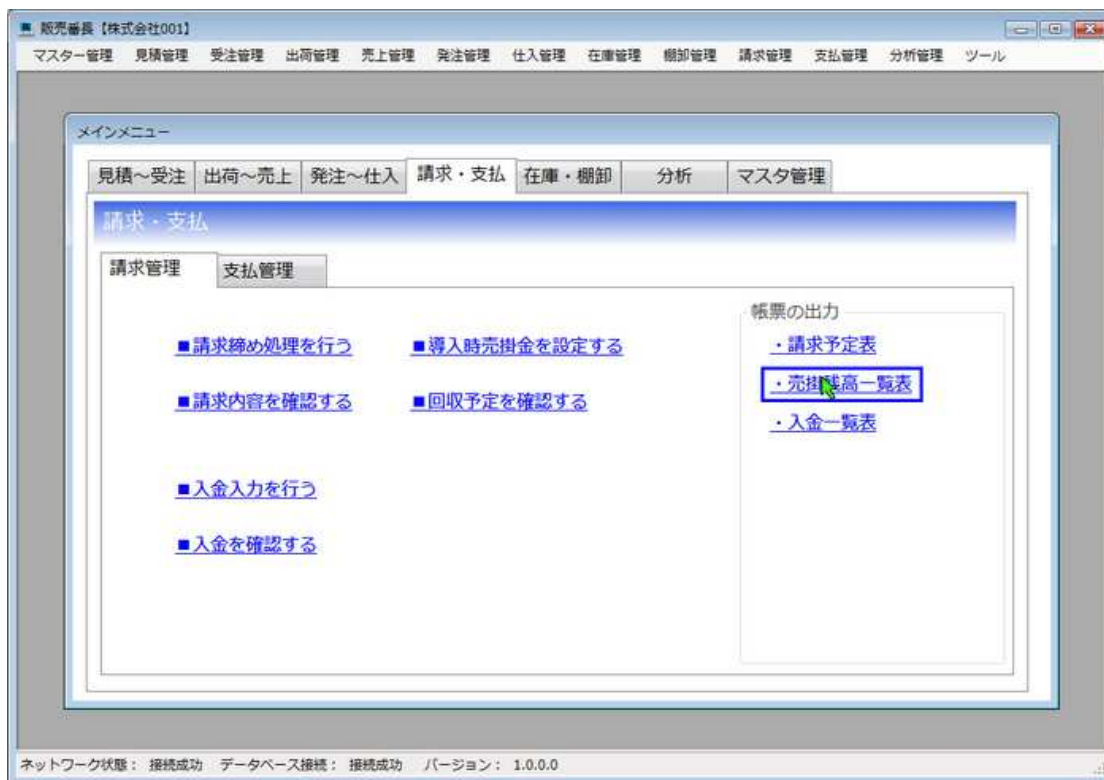 販売番長【株式会社001】
マスター管理 見積管理 受注管理 出荷管理 売上管理 発注管理 仕入管理 在庫管理 棚卸管理 請求管理 支払管理 分析管理 ツール
メインメニュー
見積～受注 出荷～売上 発注～仕入 請求・支払 在庫・棚卸 分析 マスタ管理
請求・支払
請求管理 支払管理
帳票の出力
■請求締め処理を行う ■導入時売掛金を設定する ・請求予定表
・売掛残高一覧表
■請求内容を確認する ■回収予定を確認する
・入金一覧表
■入金入力を行う
■入金を確認する
ネットワーク状態： 接続成功 データベース接続： 接続成功 バージョン： 1.0.0.0